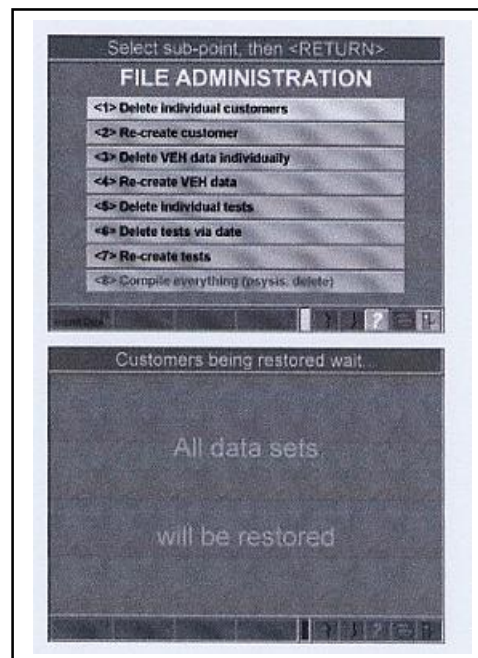 Select sub-point, then <RETURN>
FILE ADMINISTRATION
<1> Delete individual customers
<2> Re-create customer
<3> Delete VEH data individually
<4> Re-create VEH data
<5> Delete individual tests
<6> Delete tests via date
<7> Re-create tests
<8> Compile everything (psysis. delete)
?
Customers being restored wait...
All data sets
will be restored
?